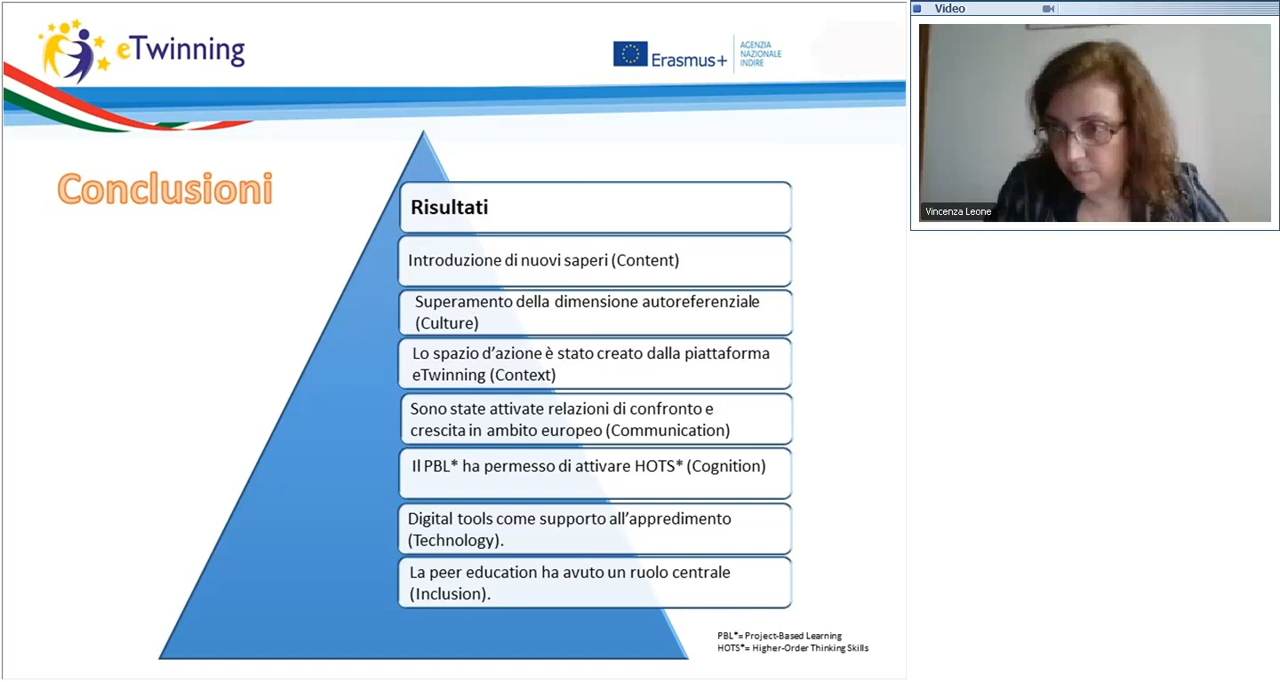 eTwinning
Erasmus+
AGENZIA
NAZIONALE
INDIRE
Conclusioni
Risultati
Introduzione di nuovi saperi (Content)
Superamento della dimensione autoreferenziale
(Culture)
Lo spazio d'azione è stato creato dalla piattaforma
eTwinning (Context)
Sono state attivate relazioni di confronto e
crescita in ambito europeo (Communication)
Il PBL* ha permesso di attivare HOTS* (Cognition)
Digital tools come supporto all'appredimento
(Technology).
La peer education ha avuto un ruolo centrale
(Inclusion).
PBL*= Project-Based Learning
HOTS*= Higher-Order Thinking Skills
Video
Vincenza Leone